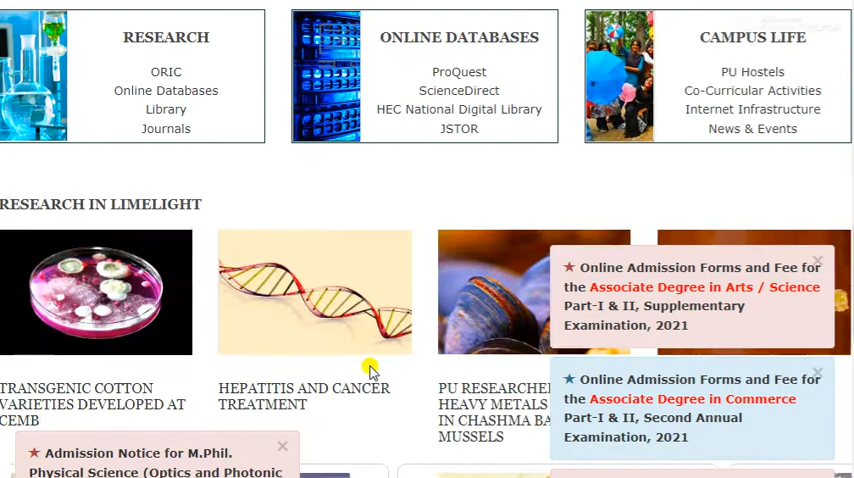 RESEARCH
ORIC
Online Databases
Library
Journals
ONLINE DATABASES
ProQuest
ScienceDirect
HEC National Digital Library
JSTOR
CAMPUS LIFE
PU Hostels
Co-Curricular Activities
Internet Infrastructure
News & Events
RESEARCH IN LIMELIGHT
TRANSGENIC COTTON
VARIETIES DEVELOPED AT
CEMB
HEPATITIS AND CANCER
TREATMENT
PU RESEARCHE
HEAVY METALS
IN CHASHMA BA
MUSSELS
★ Online Admission Forms and Fee for
the Associate Degree in Arts / Science
Part-I & II, Supplementary
Examination, 2021
★ Online Admission Forms and Fee for
the Associate Degree in Commerce
Part-I & II, Second Annual
Examination, 2021
★ Admission Notice for M.Phil.
Physical Science (Optics and Photonic